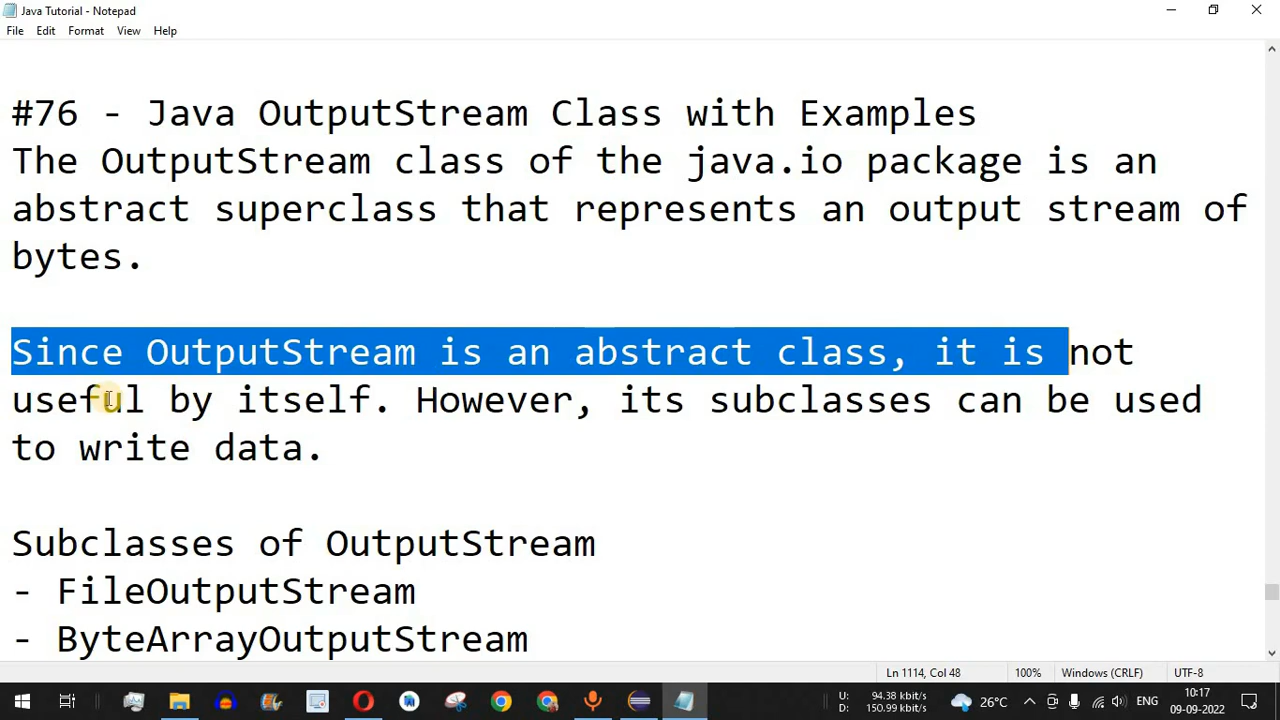 Java Tutorial - Notepad
File Edit Format View Help
#76 - Java OutputStream Class with Examples
The OutputStream class of the java.io package is an
abstract superclass that represents an output stream of
bytes.
Since OutputStream is an abstract class, it is not
useful by itself. However, its subclasses can be used
to write data.
Subclasses of OutputStream
- FileOutputStream
- ByteArrayOutputStream
Ln 1114, Col 48 100% Windows (CRLF) UTF-8
U: 94.38 kbit/s
D: 150.99 kbit/s
26°C
ENG
10:17
09-09-2022